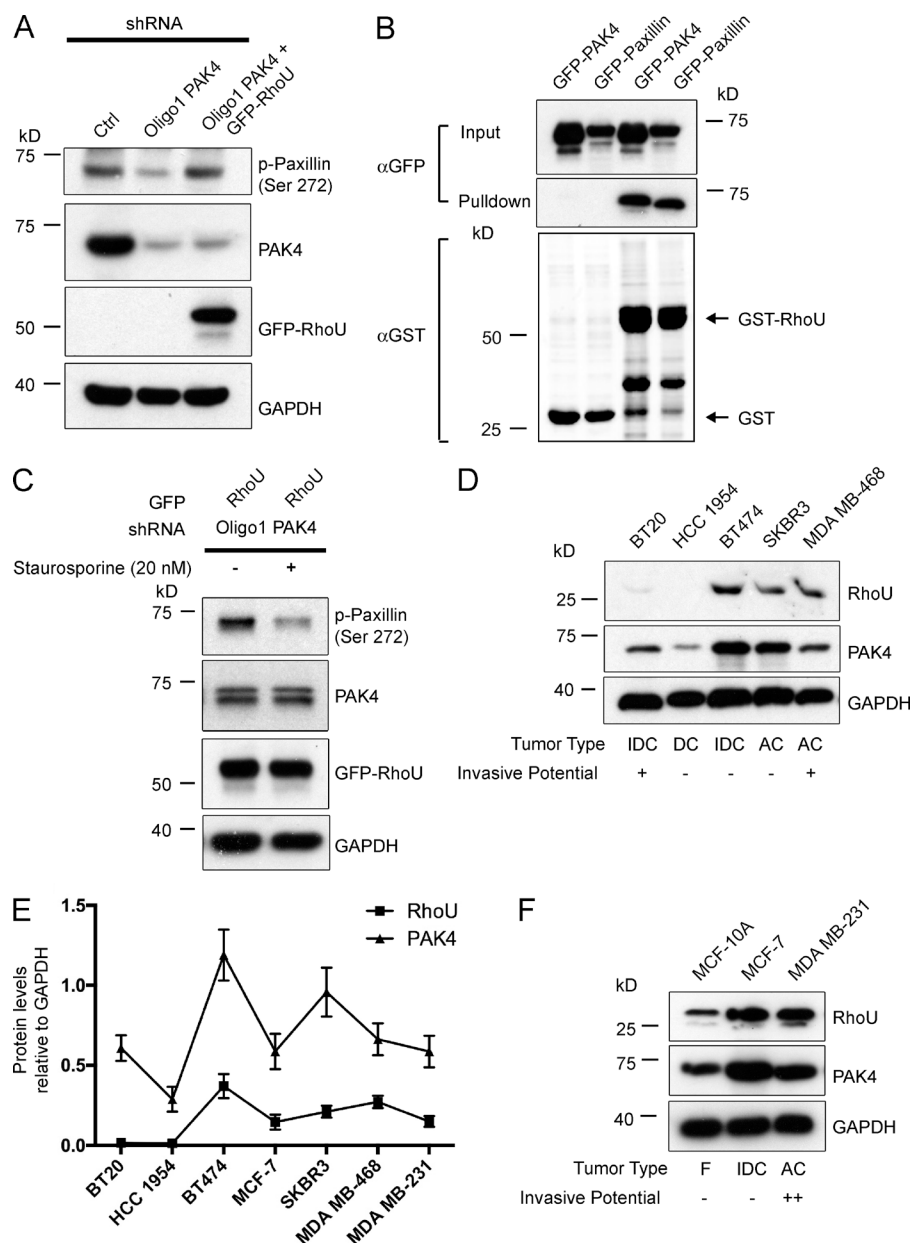 A
shRNA
Ctrl
Oligo1 PAK4
Oligo1 PAK4 +
GFP-RhoU
kD
75
p-Paxillin
(Ser 272)
75
PAK4
50
GFP-RhoU
40
GAPDH
B
GFP-PAK4
GFP-Paxillin
GFP-PAK4
GFP-Paxillin
kD
αGFP
Input
75
Pulldown
75
kD
αGST
50
GST-RhoU
25
GST
C
GFP RhoU RhoU
shRNA Oligo1 PAK4
Staurosporine (20 nM) - +
kD
75
p-Paxillin
(Ser 272)
75
PAK4
50
GFP-RhoU
40
GAPDH
D
BT20
HCC 1954
BT474
SKBR3
MDA MB-468
kD
25
RhoU
75
PAK4
40
GAPDH
Tumor Type IDC DC IDC AC AC
Invasive Potential + - - - +
E
RhoU
PAK4
Protein levels
relative to GAPDH
1.5
1.0
0.5
0.0
BT20
HCC 1954
BT474
MCF-7
SKBR3
MDA MB-468
MDA MB-231
F
MCF-10A
MCF-7
MDA MB-231
kD
25
RhoU
75
PAK4
40
GAPDH
Tumor Type F IDC AC
Invasive Potential - - ++